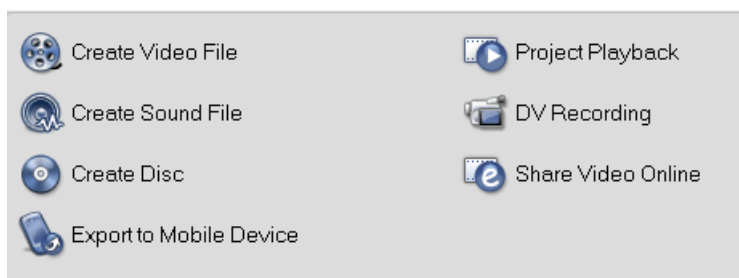 Create Video File
Create Sound File
Create Disc
Export to Mobile Device
Project Playback
DV Recording
Share Video Online